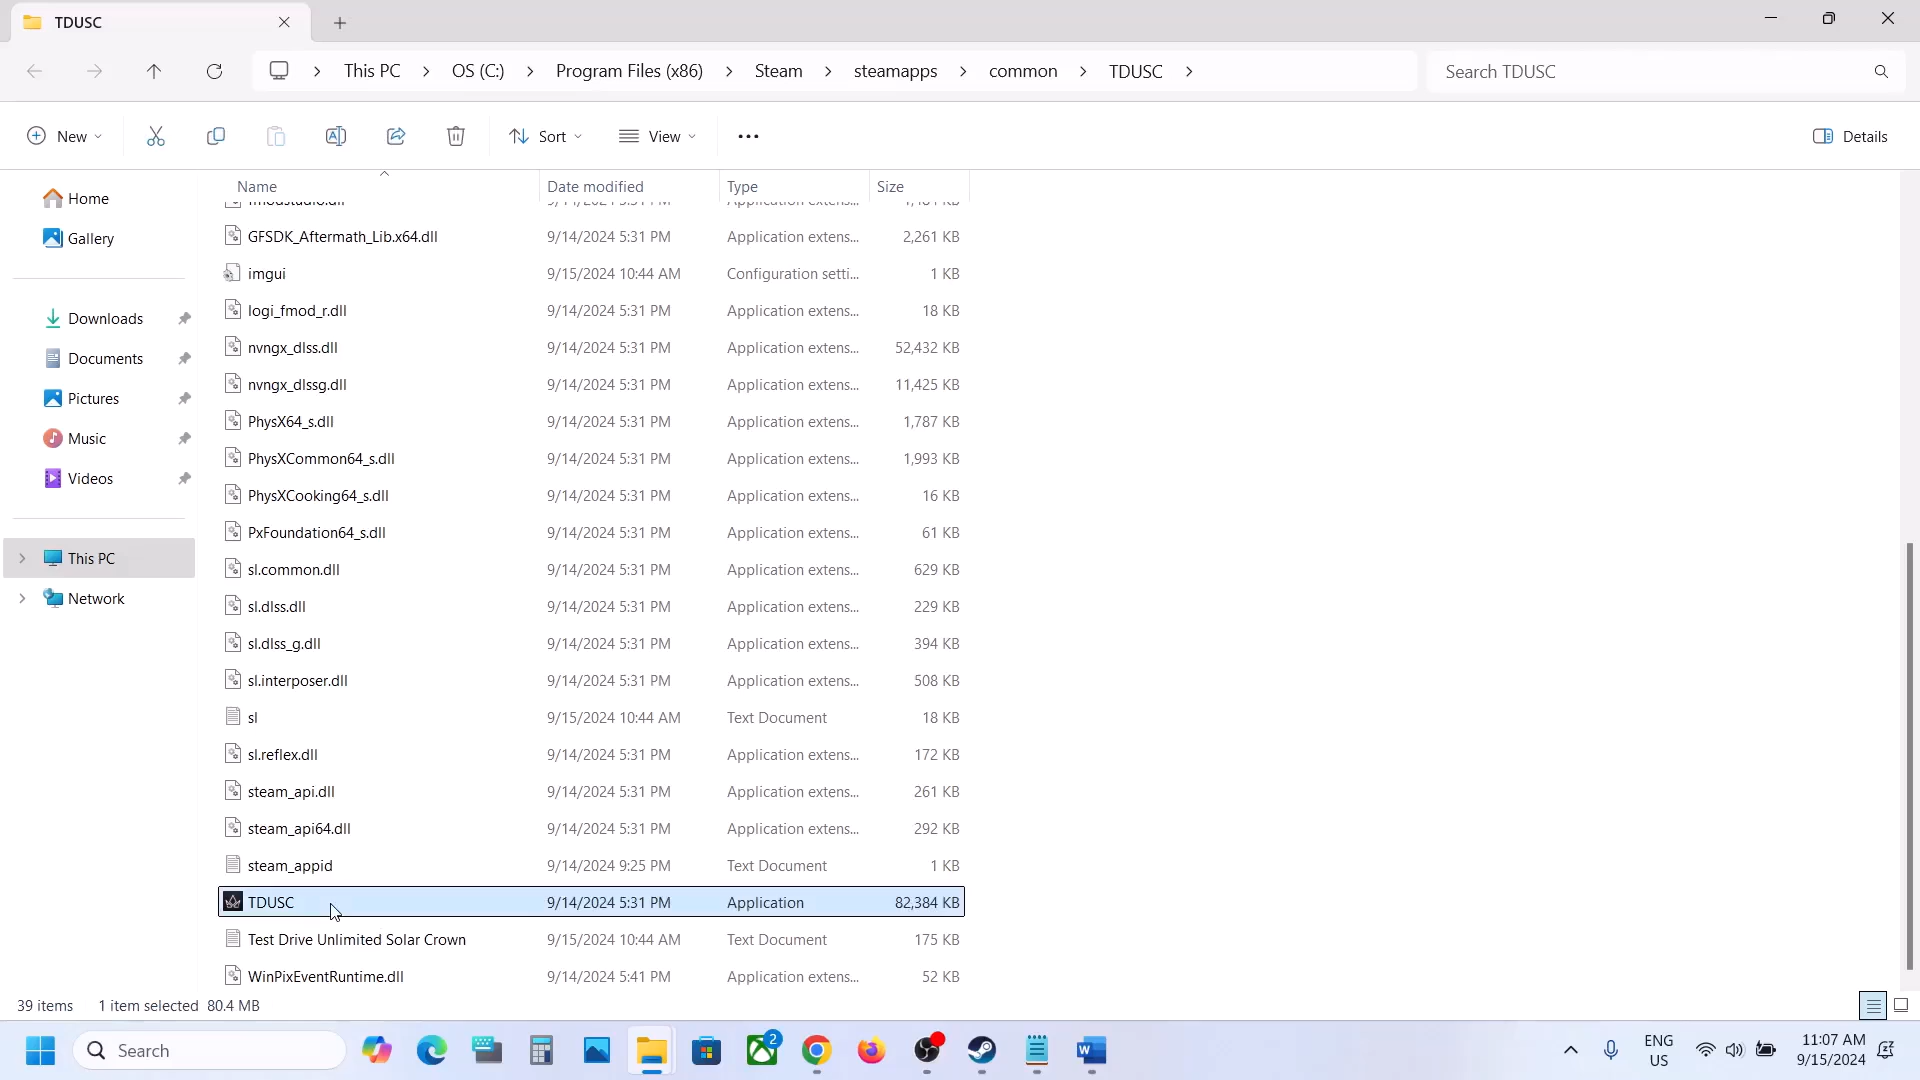 TDUSC
This PC > OS (C:) > Program Files (x86) > Steam > steamapps > common > TDUSC >
Search TDUSC
New
Sort
View
Details
Name Date modified Type Size
GFSDK_Aftermath_Lib.x64.dll 9/14/2024 5:31 PM Application extens... 2,261 KB
imgui 9/15/2024 10:44 AM Configuration setti... 1 KB
logi_fmod_r.dll 9/14/2024 5:31 PM Application extens... 18 KB
nvngx_dlss.dll 9/14/2024 5:31 PM Application extens... 52,432 KB
nvngx_dlssg.dll 9/14/2024 5:31 PM Application extens... 11,425 KB
PhysX64_s.dll 9/14/2024 5:31 PM Application extens... 1,787 KB
PhysXCommon64_s.dll 9/14/2024 5:31 PM Application extens... 1,993 KB
PhysXCooking64_s.dll 9/14/2024 5:31 PM Application extens... 16 KB
PxFoundation64_s.dll 9/14/2024 5:31 PM Application extens... 61 KB
sl.common.dll 9/14/2024 5:31 PM Application extens... 629 KB
sl.dlss.dll 9/14/2024 5:31 PM Application extens... 229 KB
sl.dlss_g.dll 9/14/2024 5:31 PM Application extens... 394 KB
sl.interposer.dll 9/14/2024 5:31 PM Application extens... 508 KB
sl 9/15/2024 10:44 AM Text Document 18 KB
sl.reflex.dll 9/14/2024 5:31 PM Application extens... 172 KB
steam_api.dll 9/14/2024 5:31 PM Application extens... 261 KB
steam_api64.dll 9/14/2024 5:31 PM Application extens... 292 KB
steam_appid 9/14/2024 9:25 PM Text Document 1 KB
TDUSC 9/14/2024 5:31 PM Application 82,384 KB
Test Drive Unlimited Solar Crown 9/15/2024 10:44 AM Text Document 175 KB
WinPixEventRuntime.dll 9/14/2024 5:41 PM Application extens... 52 KB
Home
Gallery
Downloads
Documents
Pictures
Music
Videos
This PC
Network
39 items 1 item selected 80.4 MB
Search
2
ENG
US
11:07 AM
9/15/2024